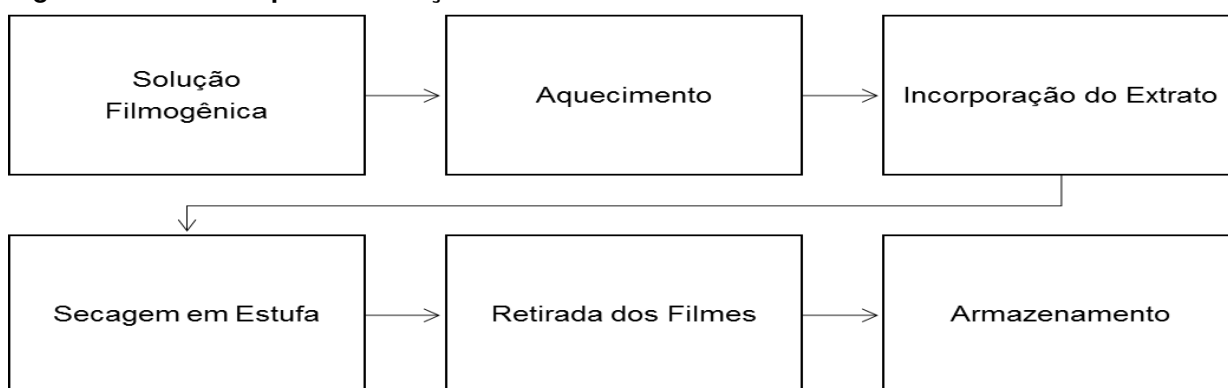 Solução
Filmogênica
Aquecimento
Incorporação do Extrato
Secagem em Estufa
Retirada dos Filmes
Armazenamento